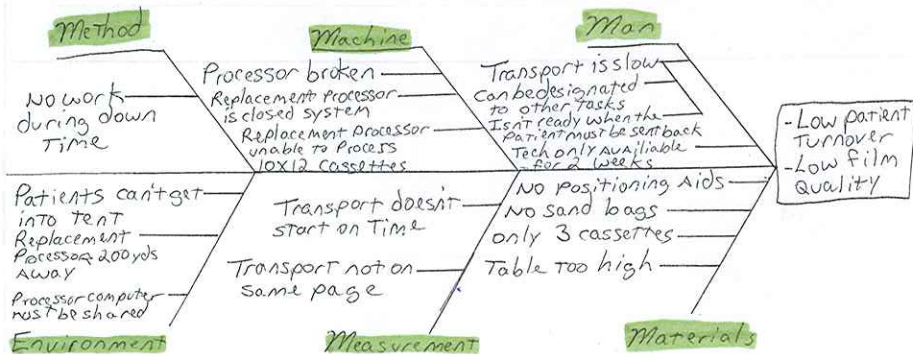 Method
No work
during down
Time
Machine
Processor broken
Replacement Processor
is closed system
Replacement Processor
unable to Process
10X12 Cassettes
Man
Transport is slow
Can be designated
to other tasks
Isn't ready when the
Patient must be sent back
Tech only Available
for 2 weeks
-Low patient
Turnover
-Low film
Quality
Patients can't get
into Tent
Replacement
Processor 200yds
Away
Processor computer
must be shared
Environment
Transport doesn't
start on Time
Transport not on
same page
Measurement
No Positioning Aids
No sand bags
only 3 cassettes
Table Too high
Materials